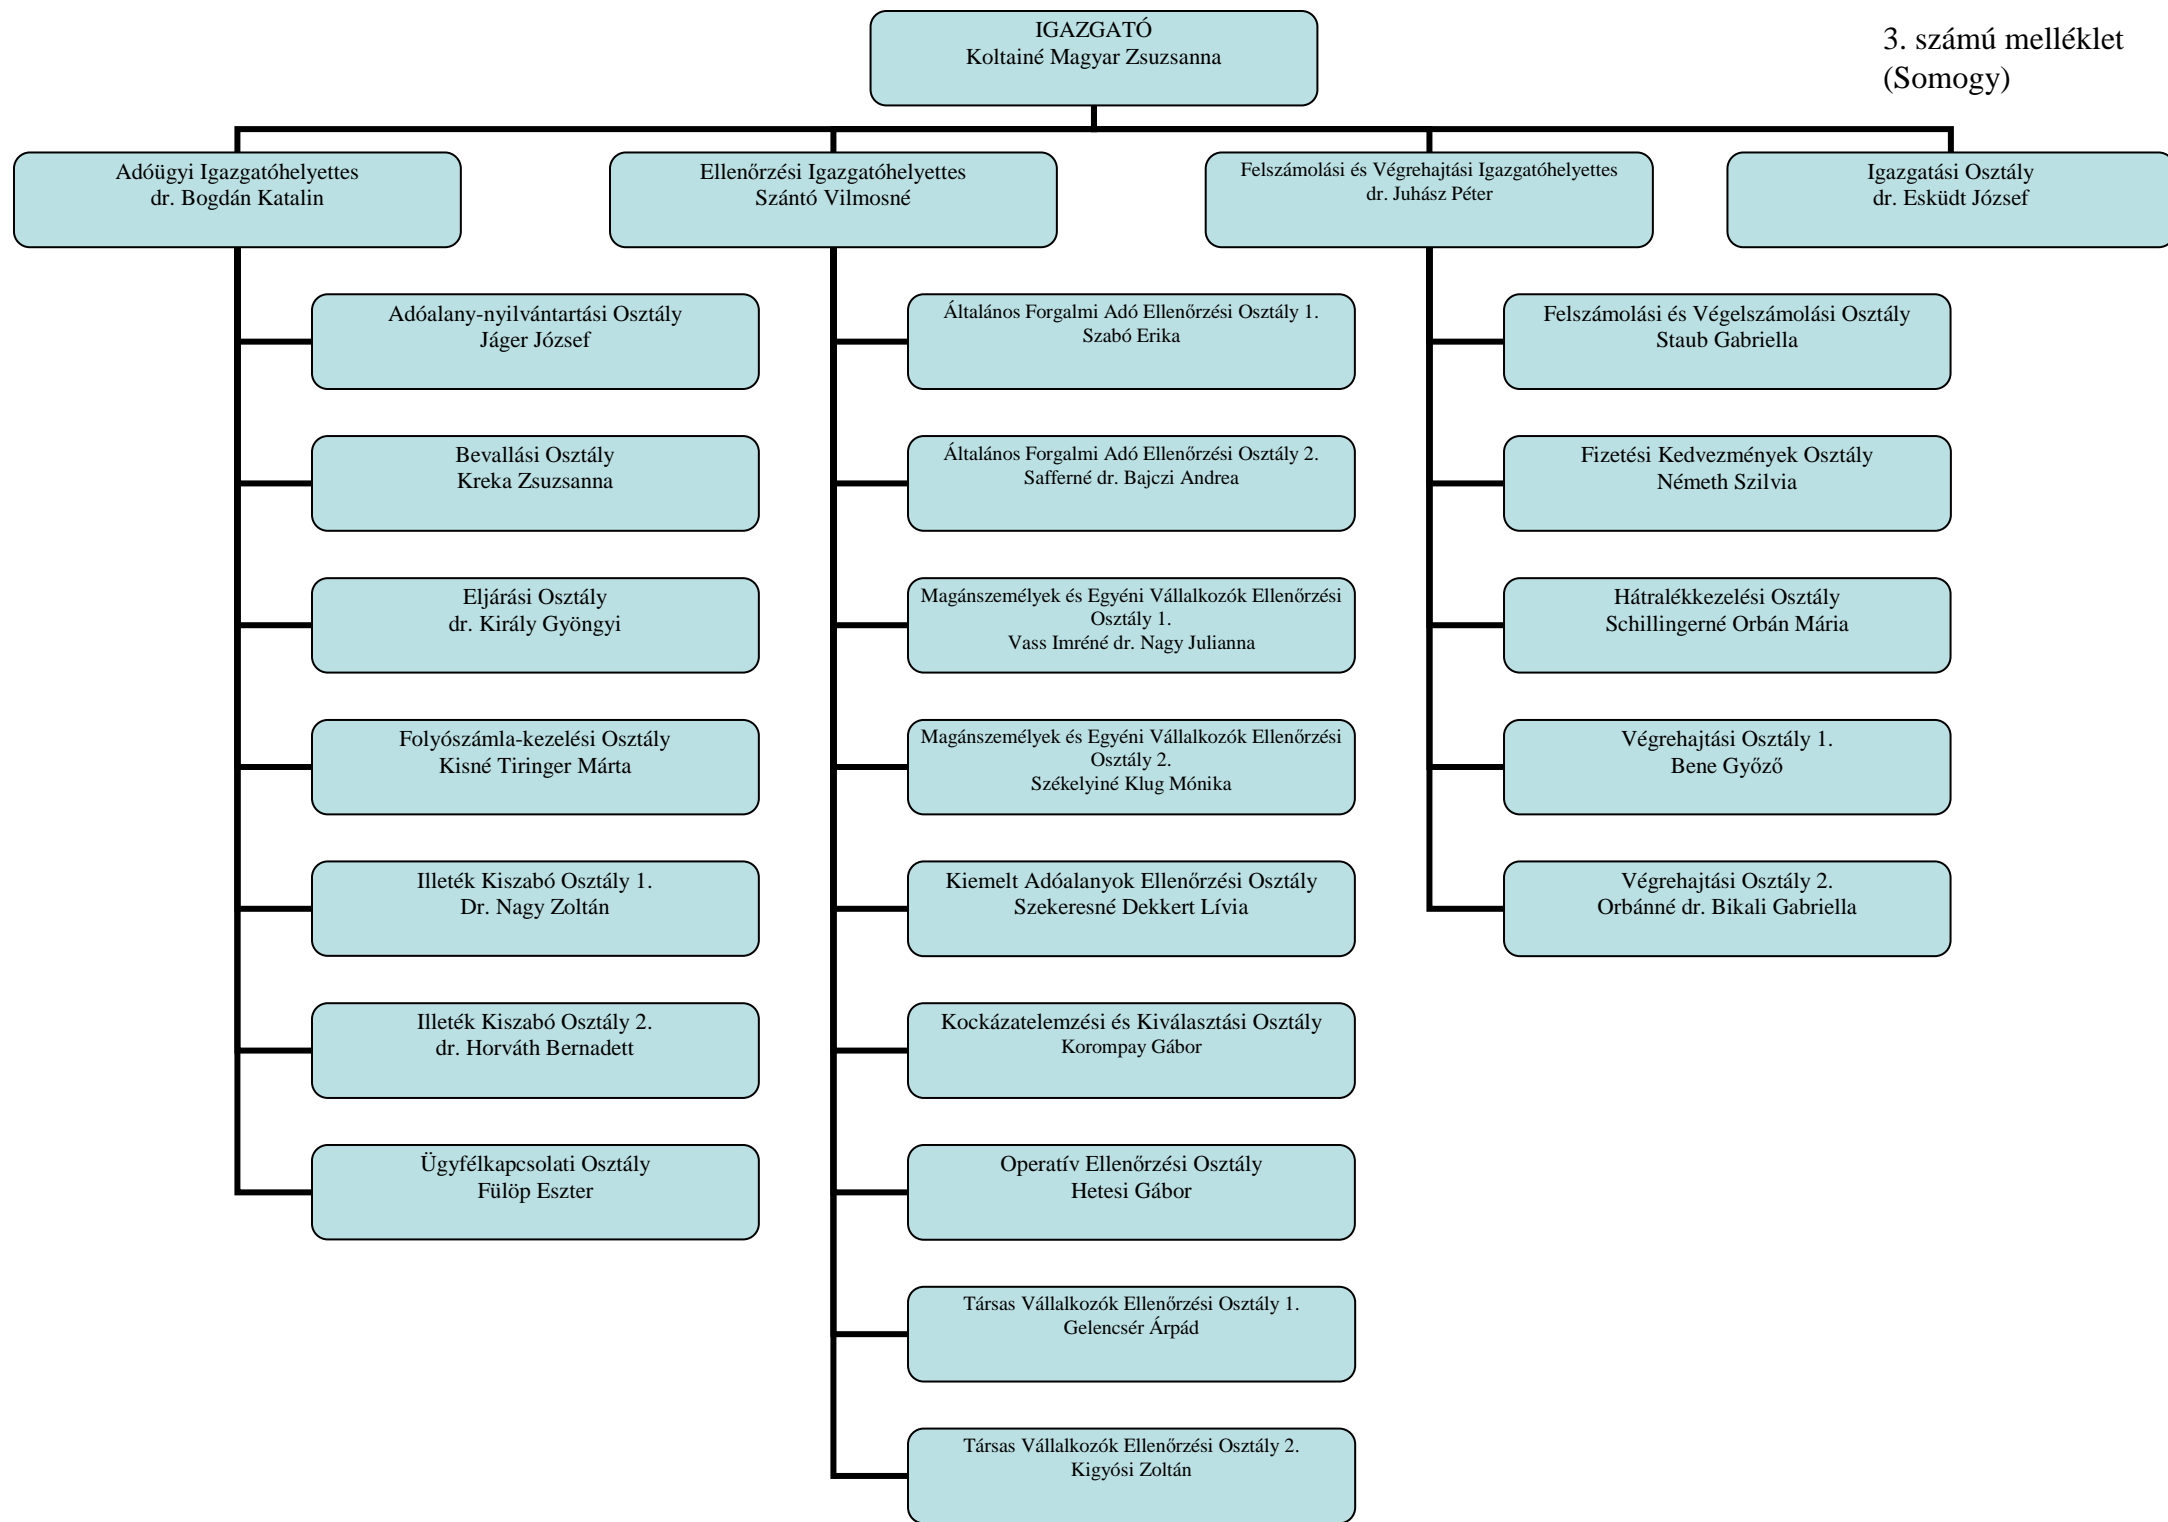 IGAZGATÓ
Koltainé Magyar Zsuzsanna
3. számú melléklet
(Somogy)
Adóügyi Igazgatóhelyettes
dr. Bogdán Katalin
Ellenőrzési Igazgatóhelyettes
Szántó Vilmosné
Felszámolási és Végrehajtási Igazgatóhelyettes
dr. Juhász Péter
Igazgatási Osztály
dr. Esküdt József
Adóalany-nyilvántartási Osztály
Jáger József
Bevallási Osztály
Kreka Zsuzsanna
Eljárási Osztály
dr. Király Gyöngyi
Folyószámla-kezelési Osztály
Kisné Tiringer Márta
Illeték Kiszabó Osztály 1.
Dr. Nagy Zoltán
Illeték Kiszabó Osztály 2.
dr. Horváth Bernadett
Ügyfélkapcsolati Osztály
Fülöp Eszter
Általános Forgalmi Adó Ellenőrzési Osztály 1.
Szabó Erika
Általános Forgalmi Adó Ellenőrzési Osztály 2.
Safferné dr. Bajczi Andrea
Magánszemélyek és Egyéni Vállalkozók Ellenőrzési
Osztály 1.
Vass Imréné dr. Nagy Julianna
Magánszemélyek és Egyéni Vállalkozók Ellenőrzési
Osztály 2.
Székelyiné Klug Mónika
Kiemelt Adóalanyok Ellenőrzési Osztály
Szekeresné Dekkert Lívia
Kockázatelemzési és Kiválasztási Osztály
Korompay Gábor
Operatív Ellenőrzési Osztály
Hetesi Gábor
Társas Vállalkozók Ellenőrzési Osztály 1.
Gelencsér Árpád
Társas Vállalkozók Ellenőrzési Osztály 2.
Kigyósi Zoltán
Felszámolási és Végelszámolási Osztály
Staub Gabriella
Fizetési Kedvezmények Osztály
Németh Szilvia
Hátralékkezelési Osztály
Schillingerné Orbán Mária
Végrehajtási Osztály 1.
Bene Győző
Végrehajtási Osztály 2.
Orbánné dr. Bikali Gabriella